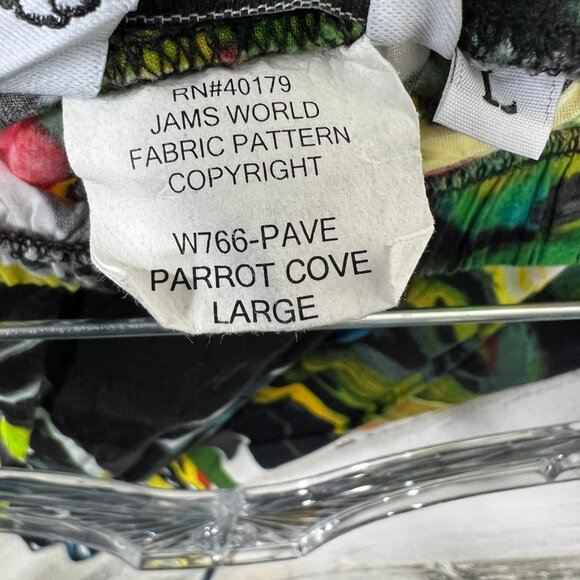 RN#40179
JAMS WORLD
FABRIC PATTERN
COPYRIGHT
W766-PAVE
PARROT COVE
LARGE
L